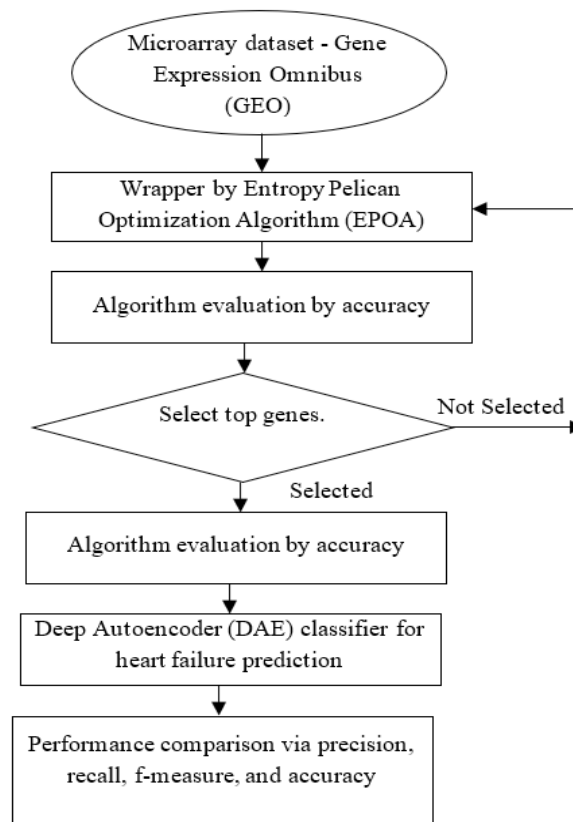 Microarray dataset - Gene
Expression Omnibus
(GEO)
Wrapper by Entropy Pelican
Optimization Algorithm (EPOA)
Algorithm evaluation by accuracy
Select top genes.
Not Selected
Selected
Algorithm evaluation by accuracy
Deep Autoencoder (DAE) classifier for
heart failure prediction
Performance comparison via precision,
recall, f-measure, and accuracy